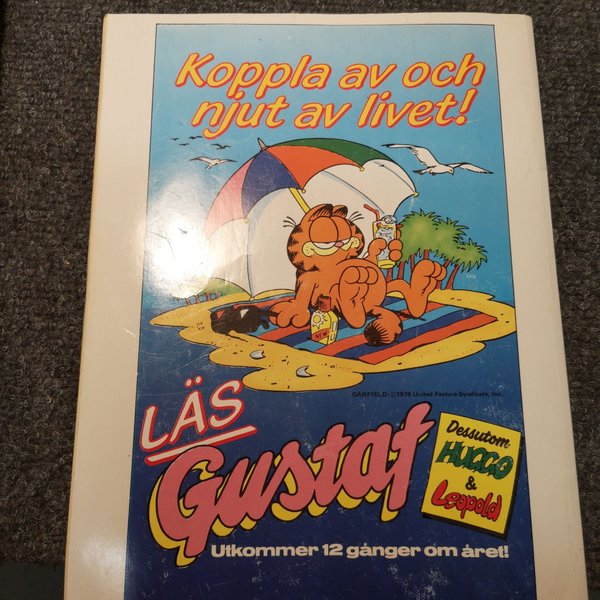 Koppla av och
njut av livet!
GARFIELD: ©1978 United Feature Syndicate, Inc.
LÄS
Gustaf
Dessutom
HUGGO
&
Leopold
Utkommer 12 gånger om året!